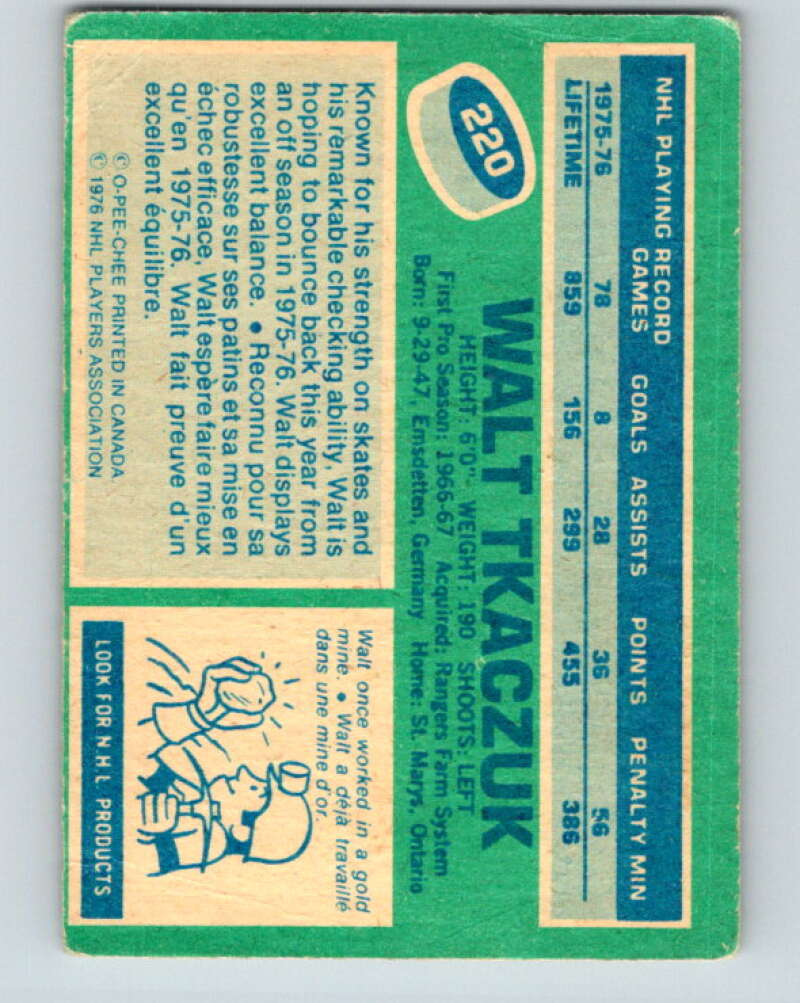 NHL PLAYING RECORD
GAMES GOALS ASSISTS POINTS PENALTY MIN
1975-76 78 8 28 36 56
LIFETIME 859 156 299 455 386
220
WALT TKACZUK
HEIGHT: 6'0" WEIGHT: 190 SHOOTS: LEFT
First Pro Season: 1966-67 Acquired: Rangers Farm System
Born: 9-29-47, Emsdetten, Germany Home: St. Marys, Ontario
Known for his strength on skates and
his remarkable checking ability, Walt is
hoping to bounce back this year from
an off season in 1975-76. Walt displays
excellent balance. • Reconnu pour sa
robustesse sur ses patins et sa mise en
échec efficace, Walt espère faire mieux
qu'en 1975-76. Walt fait preuve d'un
excellent équilibre.
© O-PEE-CHEE PRINTED IN CANADA
© 1976 NHL PLAYERS ASSOCIATION
Walt once worked in a gold
mine. • Walt a déjà travaillé
dans une mine d'or.
LOOK FOR N.H.L. PRODUCTS